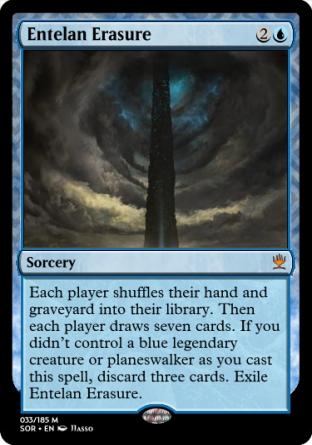 Entelan Erasure 2
Sorcery
Each player shuffles their hand and
graveyard into their library. Then
each player draws seven cards. If you
didn't control a blue legendary
creature or planeswalker as you cast
this spell, discard three cards. Exile
Entelan Erasure.
033/185 M
SOR • EN Hasso